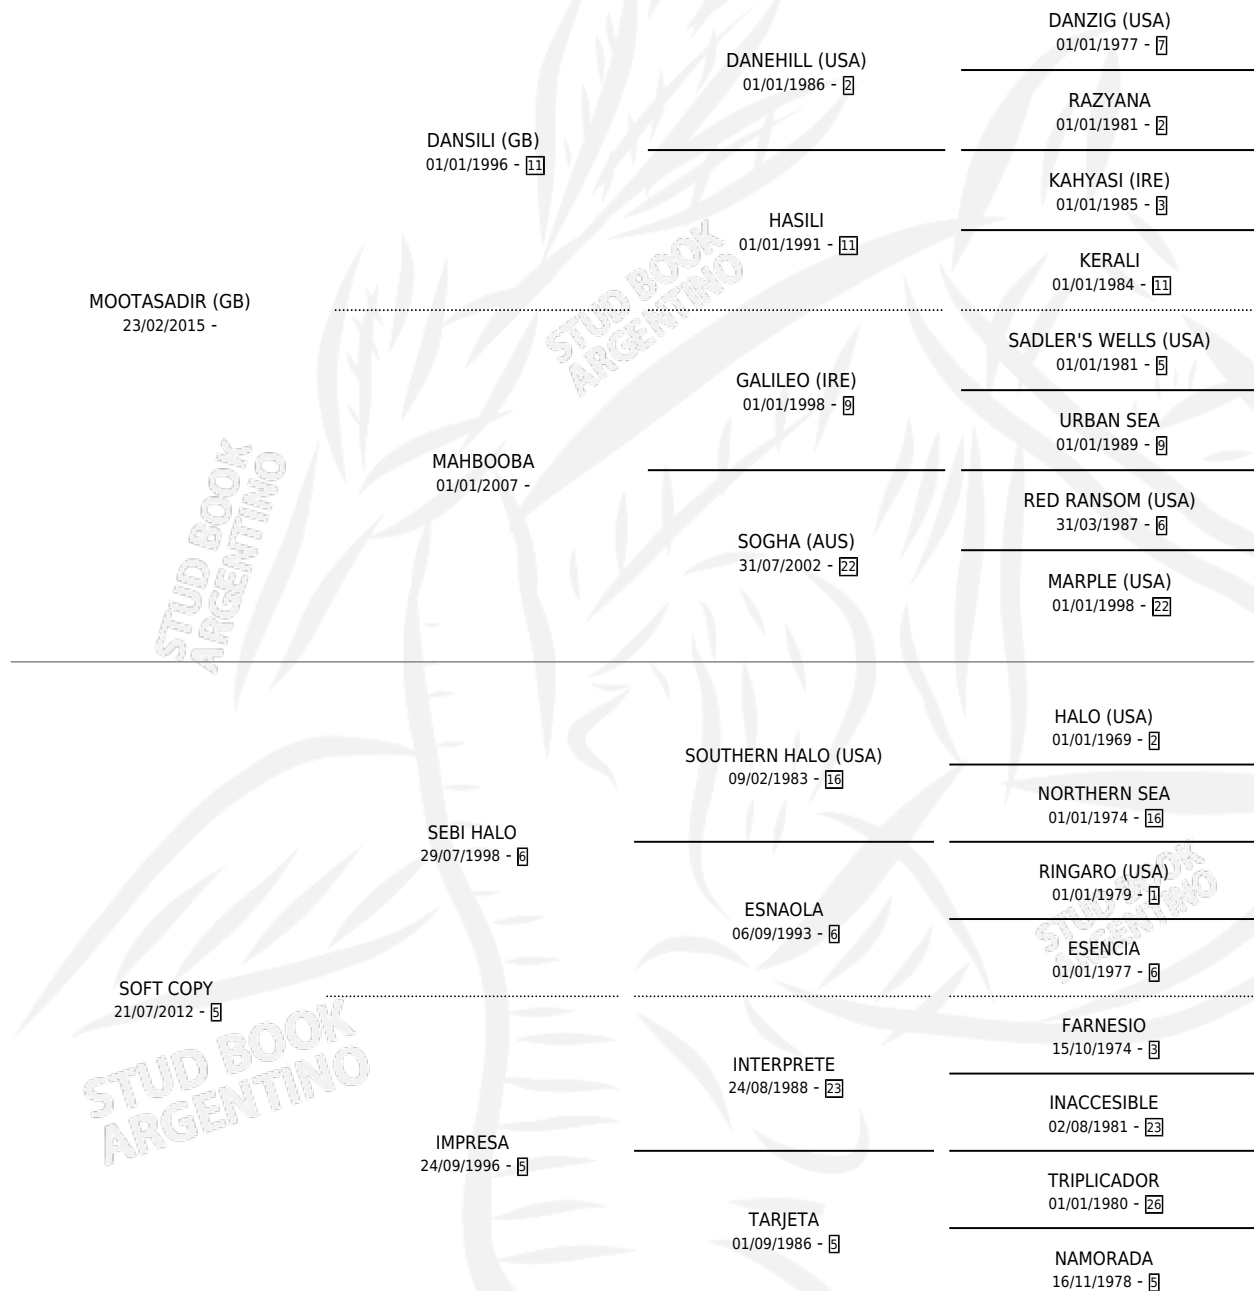 DANZIG (USA)
01/01/1977 - 7
DANEHILL (USA)
01/01/1986 - 2
RAZYANA
01/01/1981 - 2
DANSILI (GB)
01/01/1996 - 11
KAHYASI (IRE)
01/01/1985 - 3
HASILI
01/01/1991 - 11
KERALI
01/01/1984 - 11
MOOTASADIR (GB)
23/02/2015 -
SADLER'S WELLS (USA)
01/01/1981 - 5
GALILEO (IRE)
01/01/1998 - 9
URBAN SEA
01/01/1989 - 9
MAHBOOBA
01/01/2007 -
RED RANSOM (USA)
31/03/1987 - 6
SOGHA (AUS)
31/07/2002 - 22
MARPLE (USA)
01/01/1998 - 22
STUD BOOK
ARGENTINO
STUD BOOK
ARGENTINO
HALO (USA)
01/01/1969 - 2
SOUTHERN HALO (USA)
09/02/1983 - 16
NORTHERN SEA
01/01/1974 - 16
SEBI HALO
29/07/1998 - 6
RINGARO (USA)
01/01/1979 - 1
ESNAOLA
06/09/1993 - 6
ESENCIA
01/01/1977 - 6
SOFT COPY
21/07/2012 - 5
FARNESIO
15/10/1974 - 3
INTERPRETE
24/08/1988 - 23
INACCESIBLE
02/08/1981 - 23
IMPRESA
24/09/1996 - 5
TRIPLICADOR
01/01/1980 - 26
TARJETA
01/09/1986 - 5
NAMORADA
16/11/1978 - 5
STUD BOOK
ARGENTINO
STUD BOOK
ARGENTINO